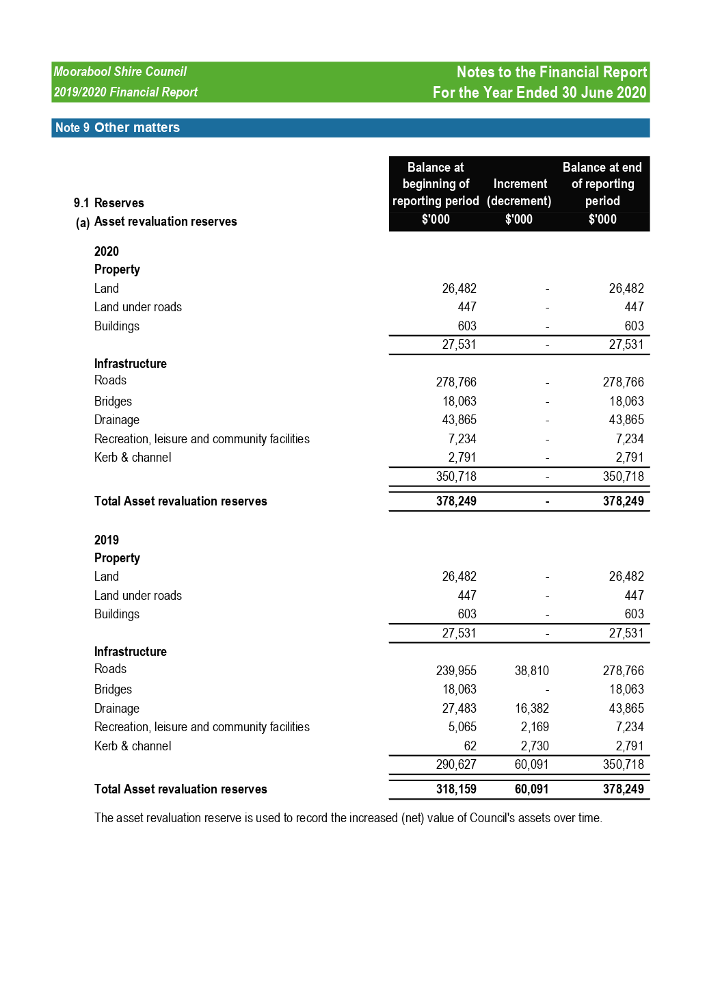 Moorabool Shire Council Notes to the Financial Report
2019/2020 Financial Report For the Year Ended 30 June 2020
Note 9 Other matters
Balance at Balance at end
beginning of Increment of reporting
9.1 Reserves reporting period (decrement) period
(a) Asset revaluation reserves $'000 $'000 $'000
2020
Property
Land 26,482 - 26,482
Land under roads 447 - 447
Buildings 603 - 603
27,531 - 27,531
Infrastructure
Roads 278,766 - 278,766
Bridges 18,063 - 18,063
Drainage 43,865 - 43,865
Recreation, leisure and community facilities 7,234 - 7,234
Kerb & channel 2,791 - 2,791
350,718 - 350,718
Total Asset revaluation reserves 378,249 - 378,249
2019
Property
Land 26,482 - 26,482
Land under roads 447 - 447
Buildings 603 - 603
27,531 - 27,531
Infrastructure
Roads 239,955 38,810 278,766
Bridges 18,063 - 18,063
Drainage 27,483 16,382 43,865
Recreation, leisure and community facilities 5,065 2,169 7,234
Kerb & channel 62 2,730 2,791
290,627 60,091 350,718
Total Asset revaluation reserves 318,159 60,091 378,249
The asset revaluation reserve is used to record the increased (net) value of Council's assets over time.